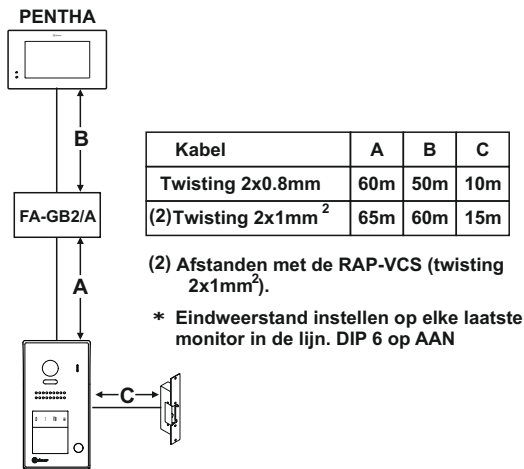 PENTHA
B
FA-GB2/A
A
C
Kabel A B C
Twisting 2x0.8mm 60m 50m 10m
(2)Twisting 2x1mm² 65m 60m 15m
(2) Afstanden met de RAP-VCS (twisting
2x1mm²).
* Eindweerstand instellen op elke laatste
monitor in de lijn. DIP 6 op AAN